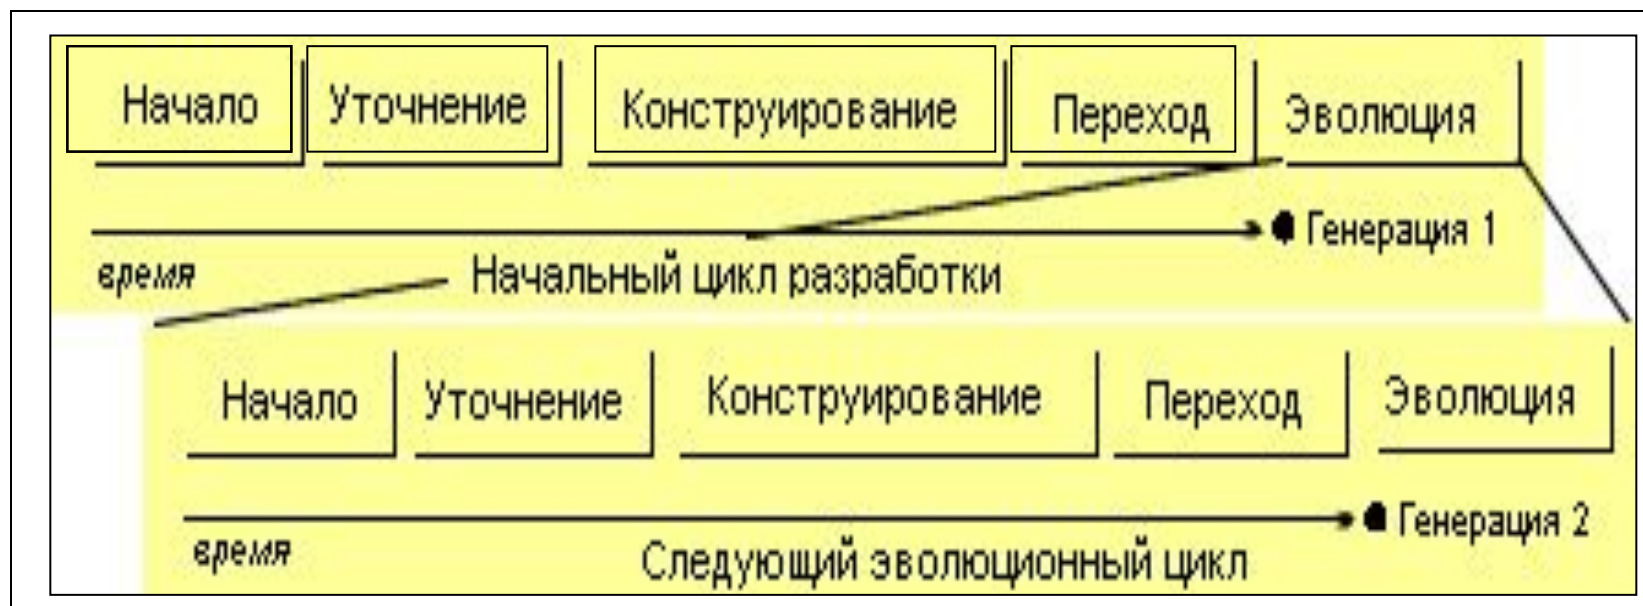 Начало Уточнение Конструирование Переход Эволюция
Генерация 1
время
Начальный цикл разработки
Начало Уточнение Конструирование Переход Эволюция
Генерация 2
время
Следующий эволюционный цикл